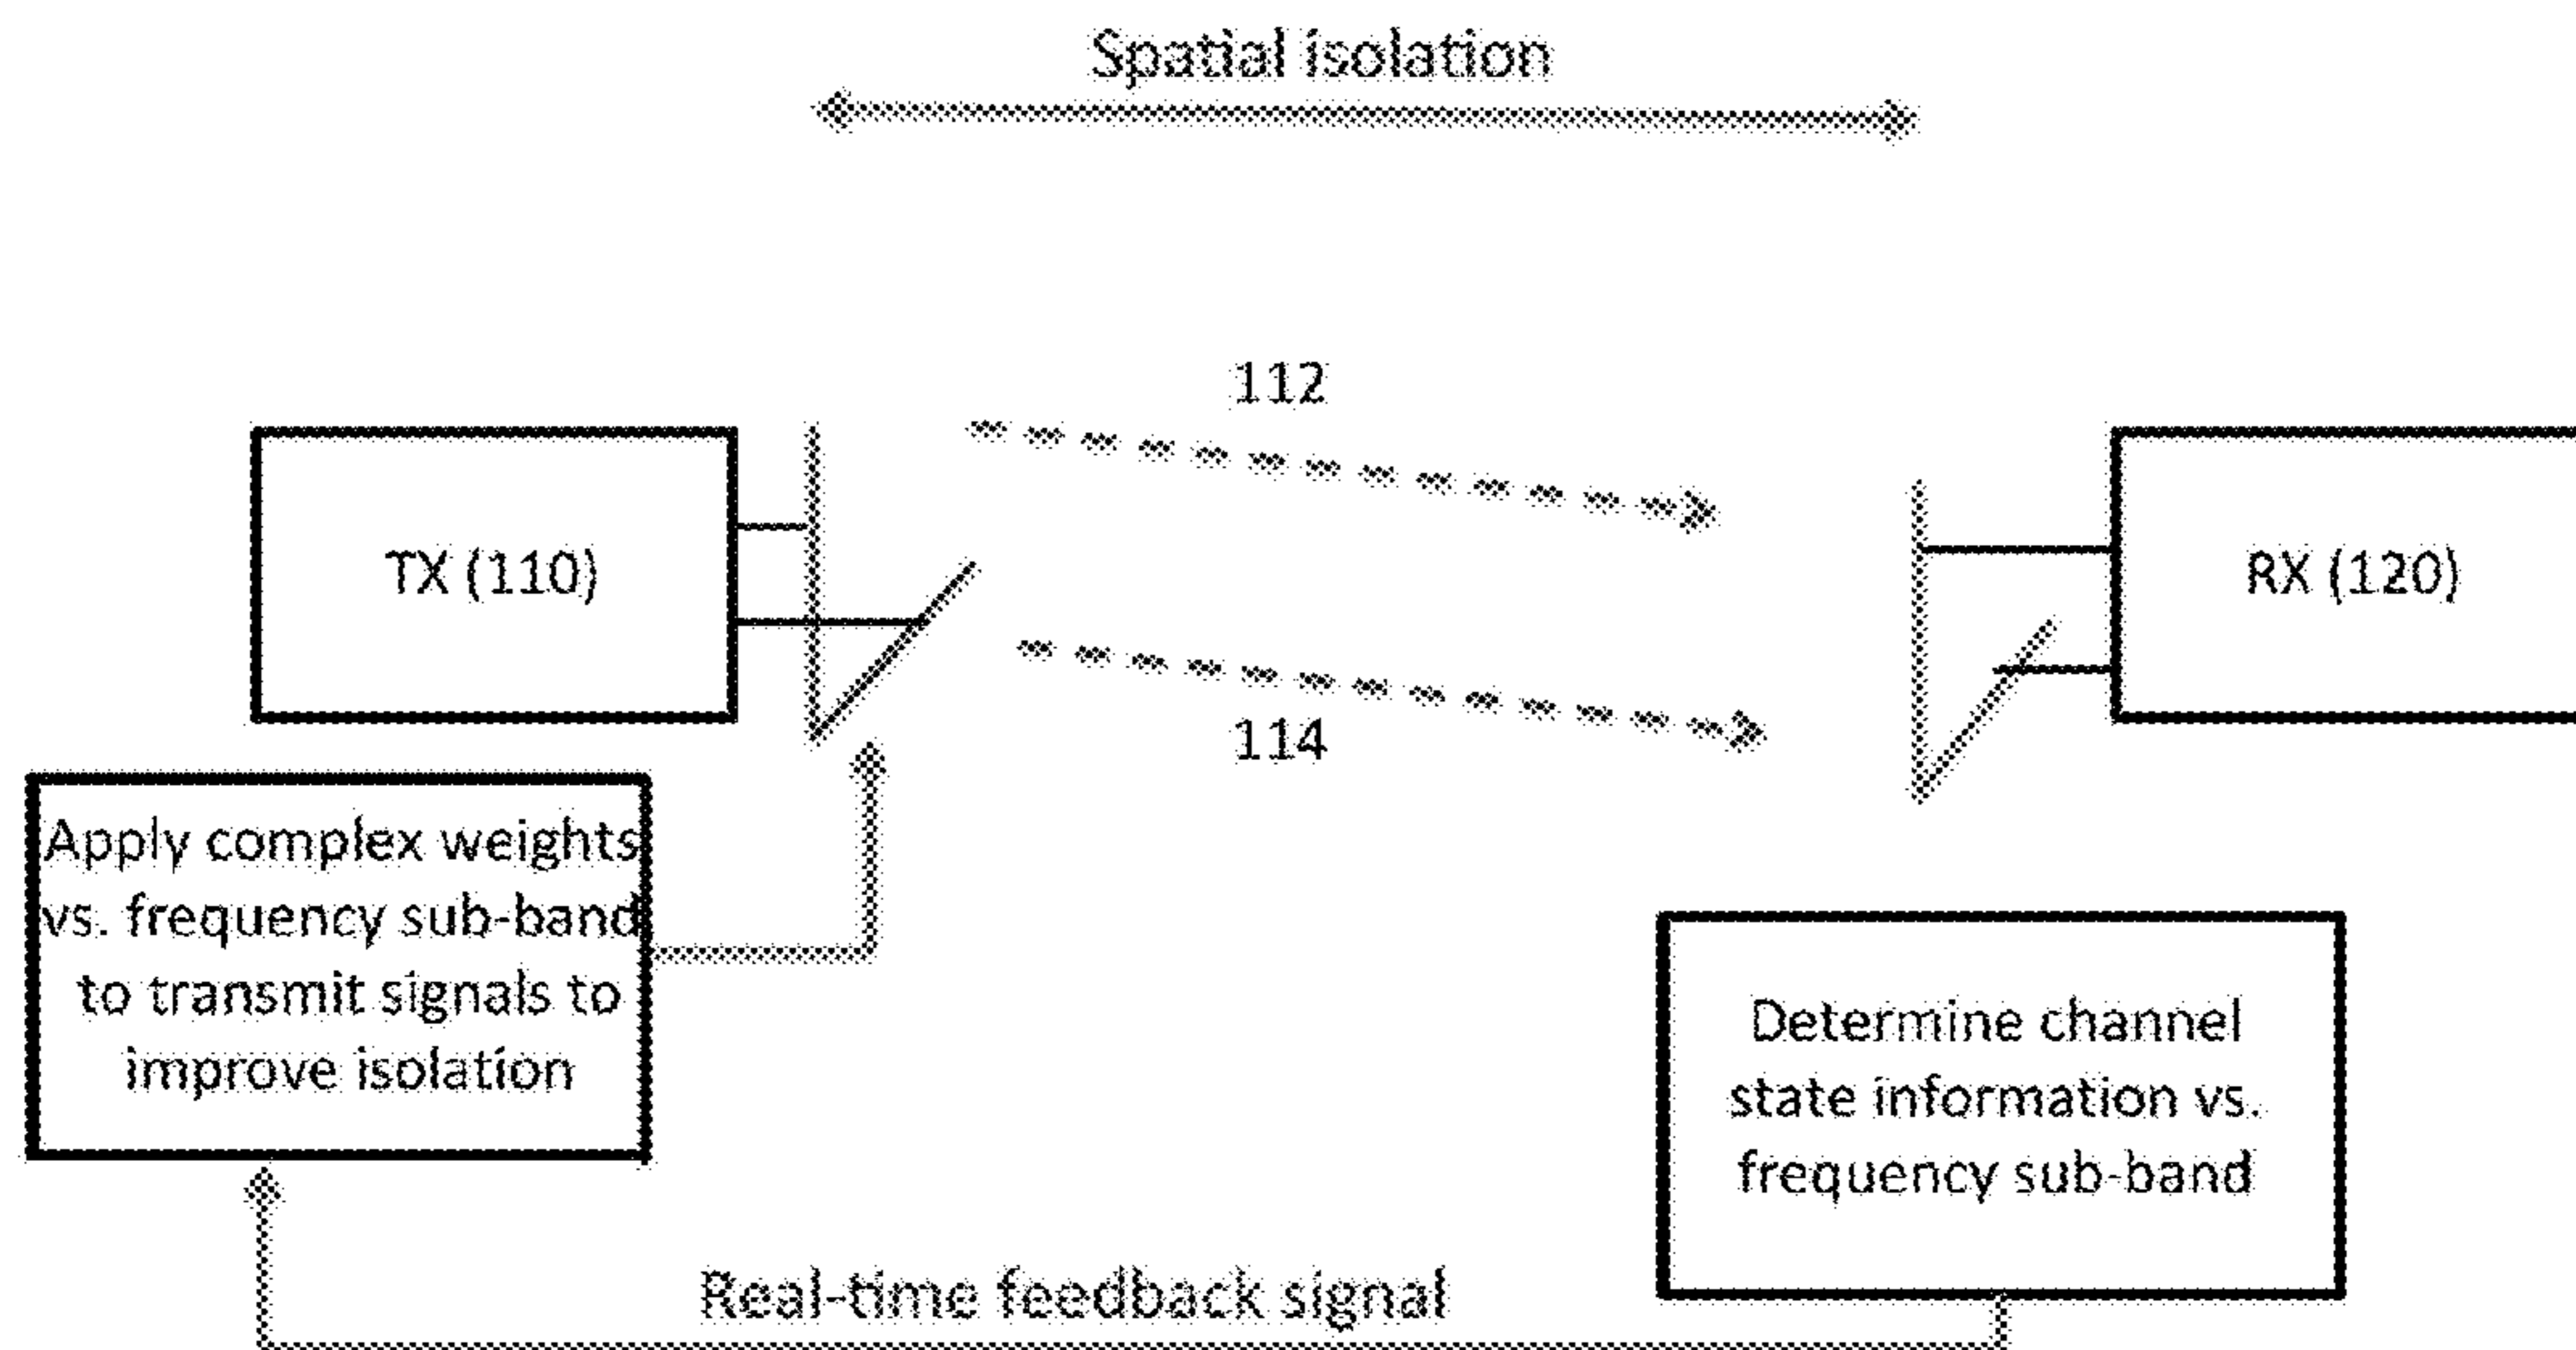 Spatial isolation
112
TX (110)
RX (120)
114
Apply complex weights
vs. frequency sub-band
to transmit signals to
improve isolation
Determine channel
state information vs.
frequency sub-band
Real-time feedback signal